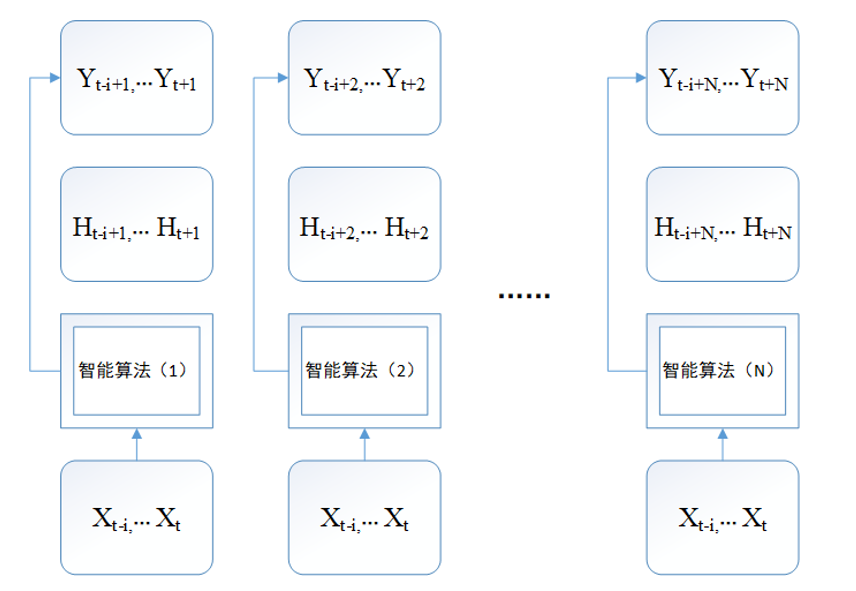 Yt-i+1,...Yt+1
Yt-i+2,...Yt+2
Yt-i+N,...Yt+N
Ht-i+1,... Ht+1
Ht-i+2,... Ht+2
Ht-i+N,... Ht+N
......
智能算法（1）
智能算法（2）
智能算法（N）
Xt-i,... Xt
Xt-i,... Xt
Xt-i,... Xt